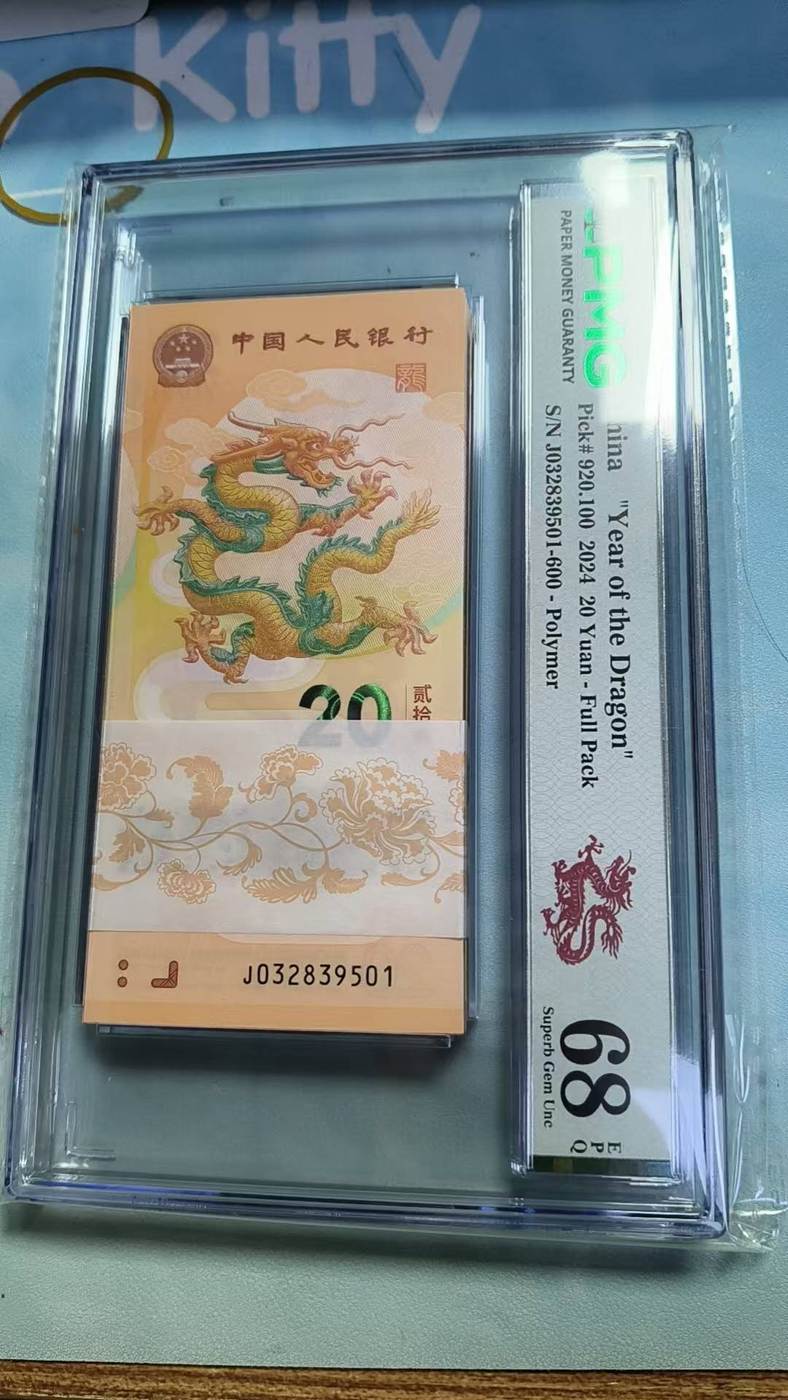 Kitty
中国人民银行
龍
20
贰拾
J032839501
PMG
PAPER MONEY GUARANTY
hina "Year of the Dragon"
Pick# 920.100 2024 20 Yuan - Full Pack
S/N J032839501-600 - Polymer
68
EPQ
Superb Gem Unc